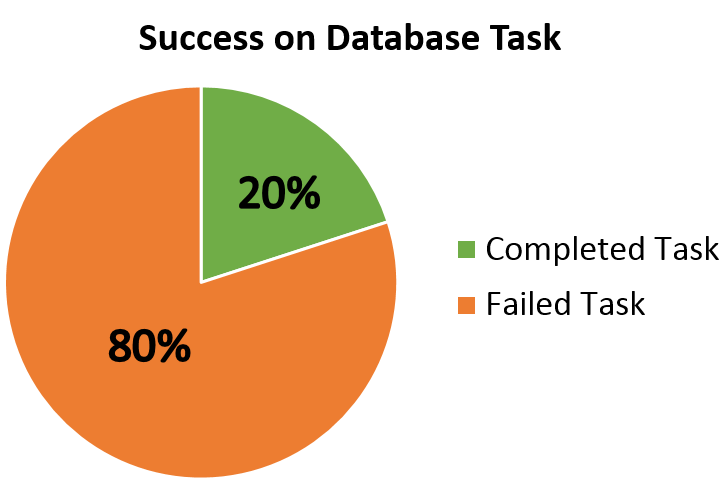 Success on Database Task
20%
80%
Completed Task
Failed Task